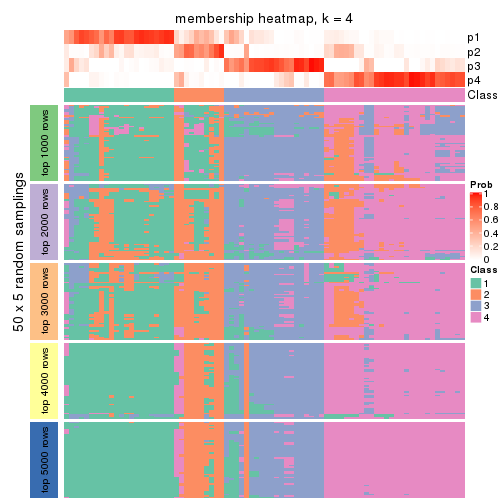 membership heatmap, k = 4
p1
p2
p3
p4
Class
50 x 5 random samplings
top 1000 rows
top 2000 rows
top 3000 rows
top 4000 rows
top 5000 rows
Prob
1
0.8
0.6
0.4
0.2
0
Class
1
2
3
4